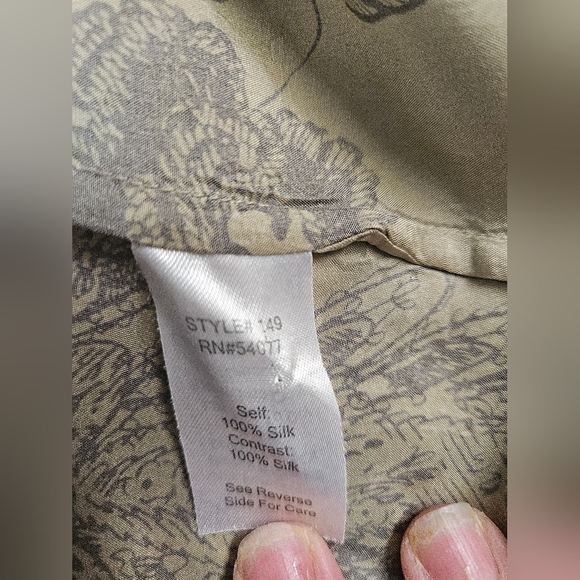 STYLE# 149
RN#54677
Self:
100% Silk
Contrast:
100% Silk
See Reverse
Side For Care